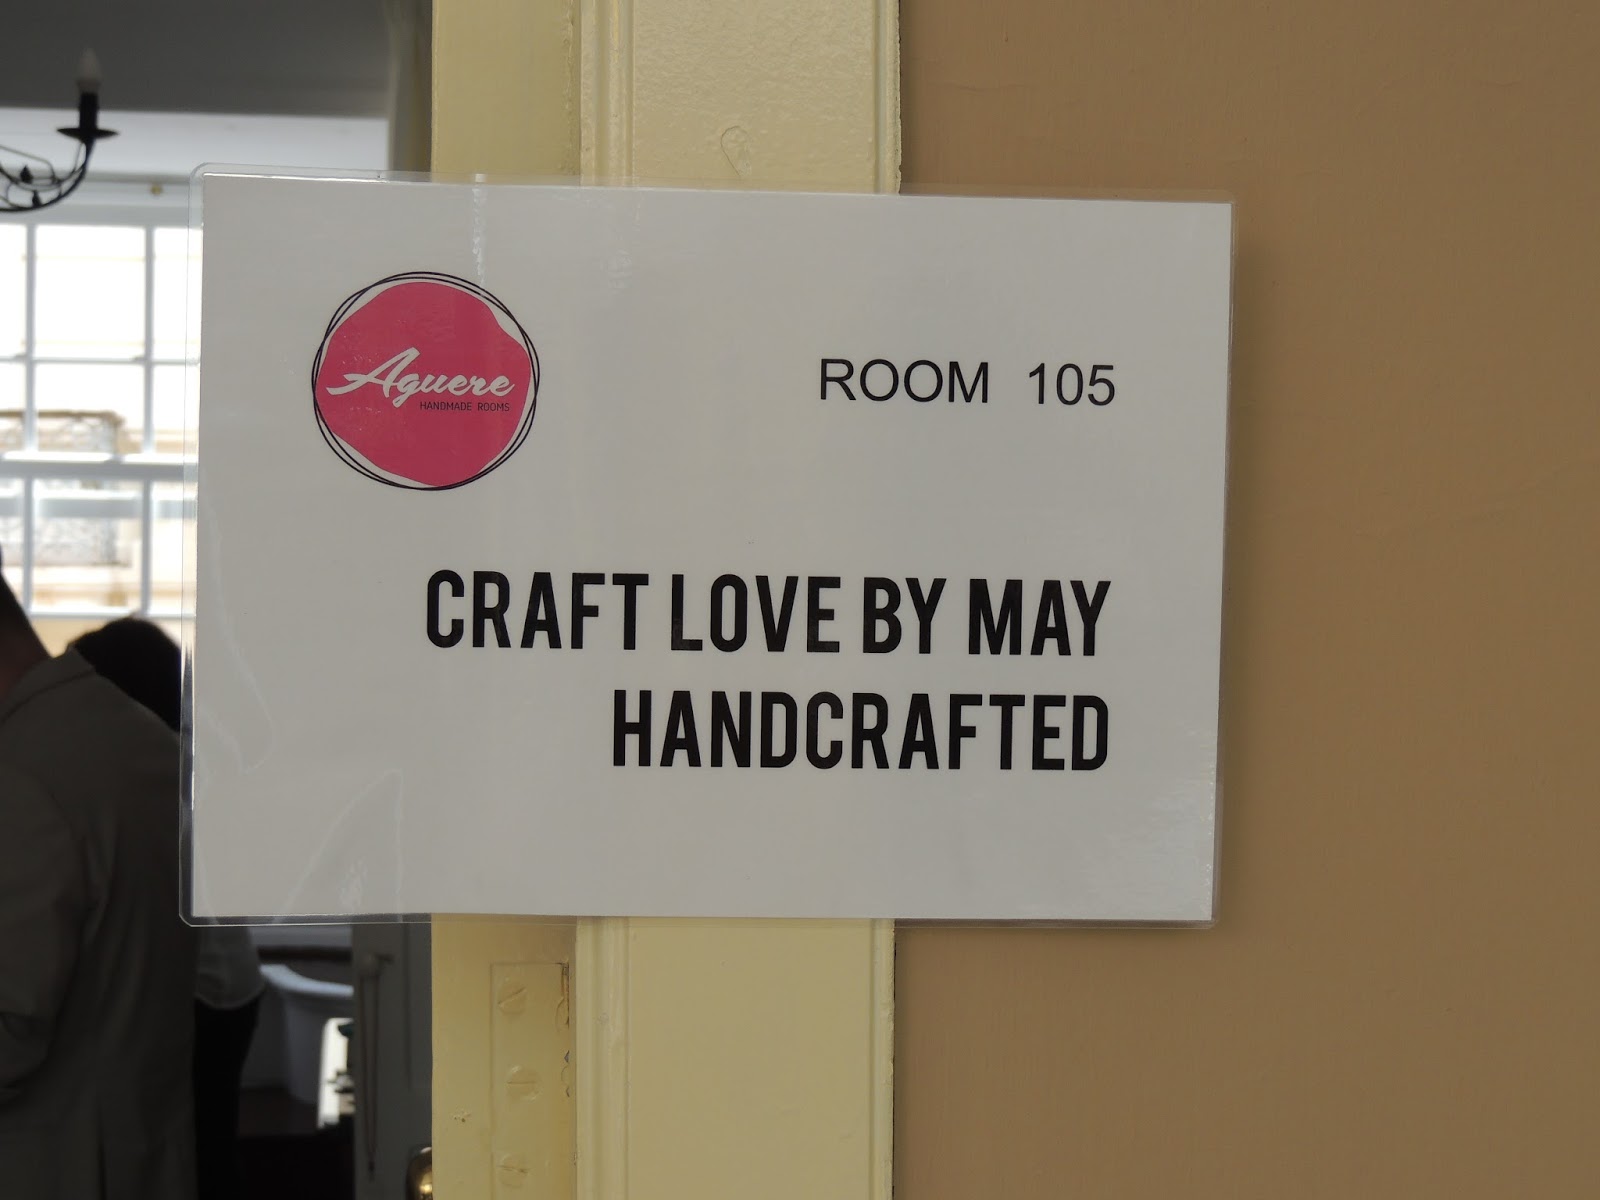 Aguere
HANDMADE ROOMS
ROOM 105
CRAFT LOVE BY MAY
HANDCRAFTED